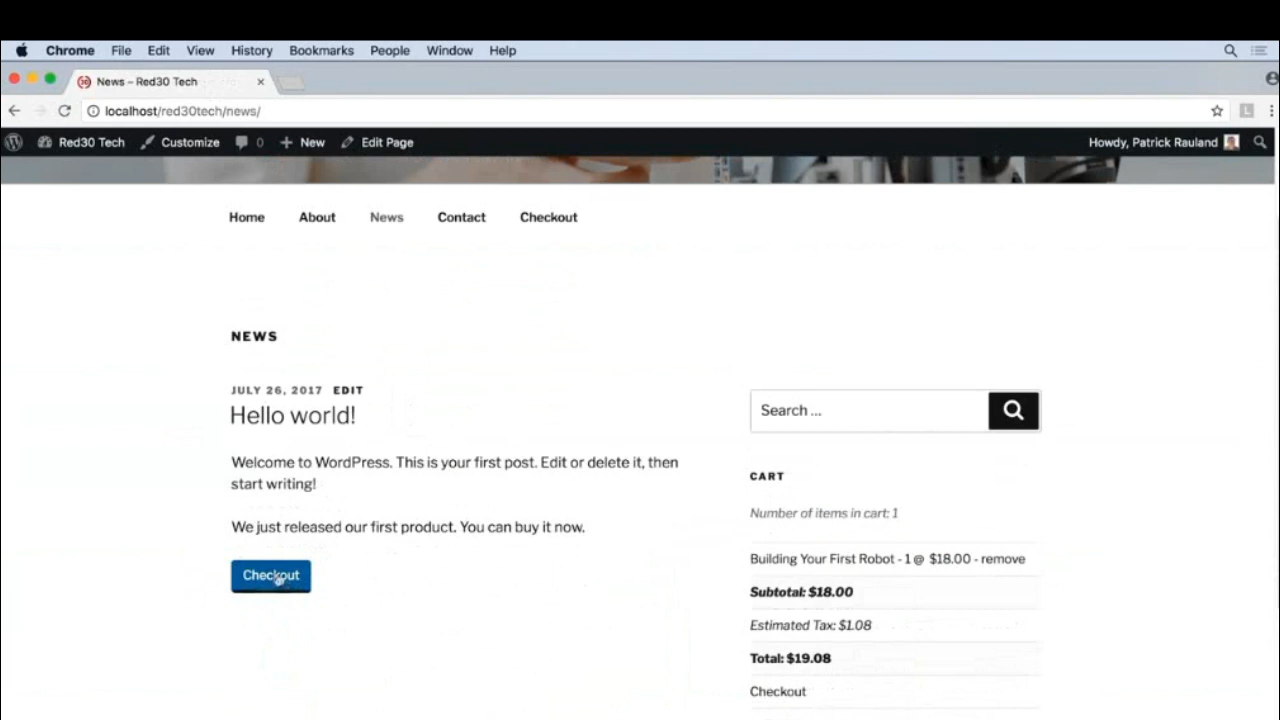 Chrome File Edit View History Bookmarks People Window Help
News – Red30 Tech
localhost/red30tech/news/
Red30 Tech Customize 0 New Edit Page Howdy, Patrick Rauland
Home About News Contact Checkout
NEWS
JULY 26, 2017 EDIT
Hello world!
Welcome to WordPress. This is your first post. Edit or delete it, then
start writing!
We just released our first product. You can buy it now.
Checkout
Search ...
CART
Number of items in cart: 1
Building Your First Robot - 1 @ $18.00 - remove
Subtotal: $18.00
Estimated Tax: $1.08
Total: $19.08
Checkout